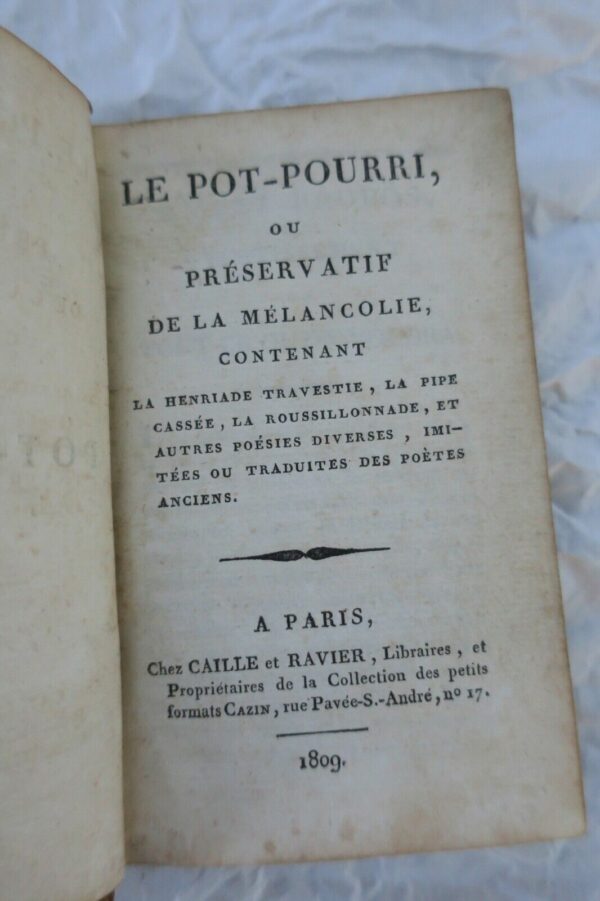 LE POT-POURRI,
OU
PRÉSERVATIF
DE LA MÉLANCOLIE,
CONTENANT
LA HENRIADE TRAVESTIE, LA PIPE
CASSÉE, LA ROUSSILLONNADE, ET
AUTRES POÉSIES DIVERSES, IMI-
TÉES OU TRADUITES DES POÈTES
ANCIENS.
A PARIS,
Chez CAILLE et RAVIER, Libraires, et
Propriétaires de la Collection des petits
formats CAZIN, rue Pavée-S.-André, nº 17.
1809.